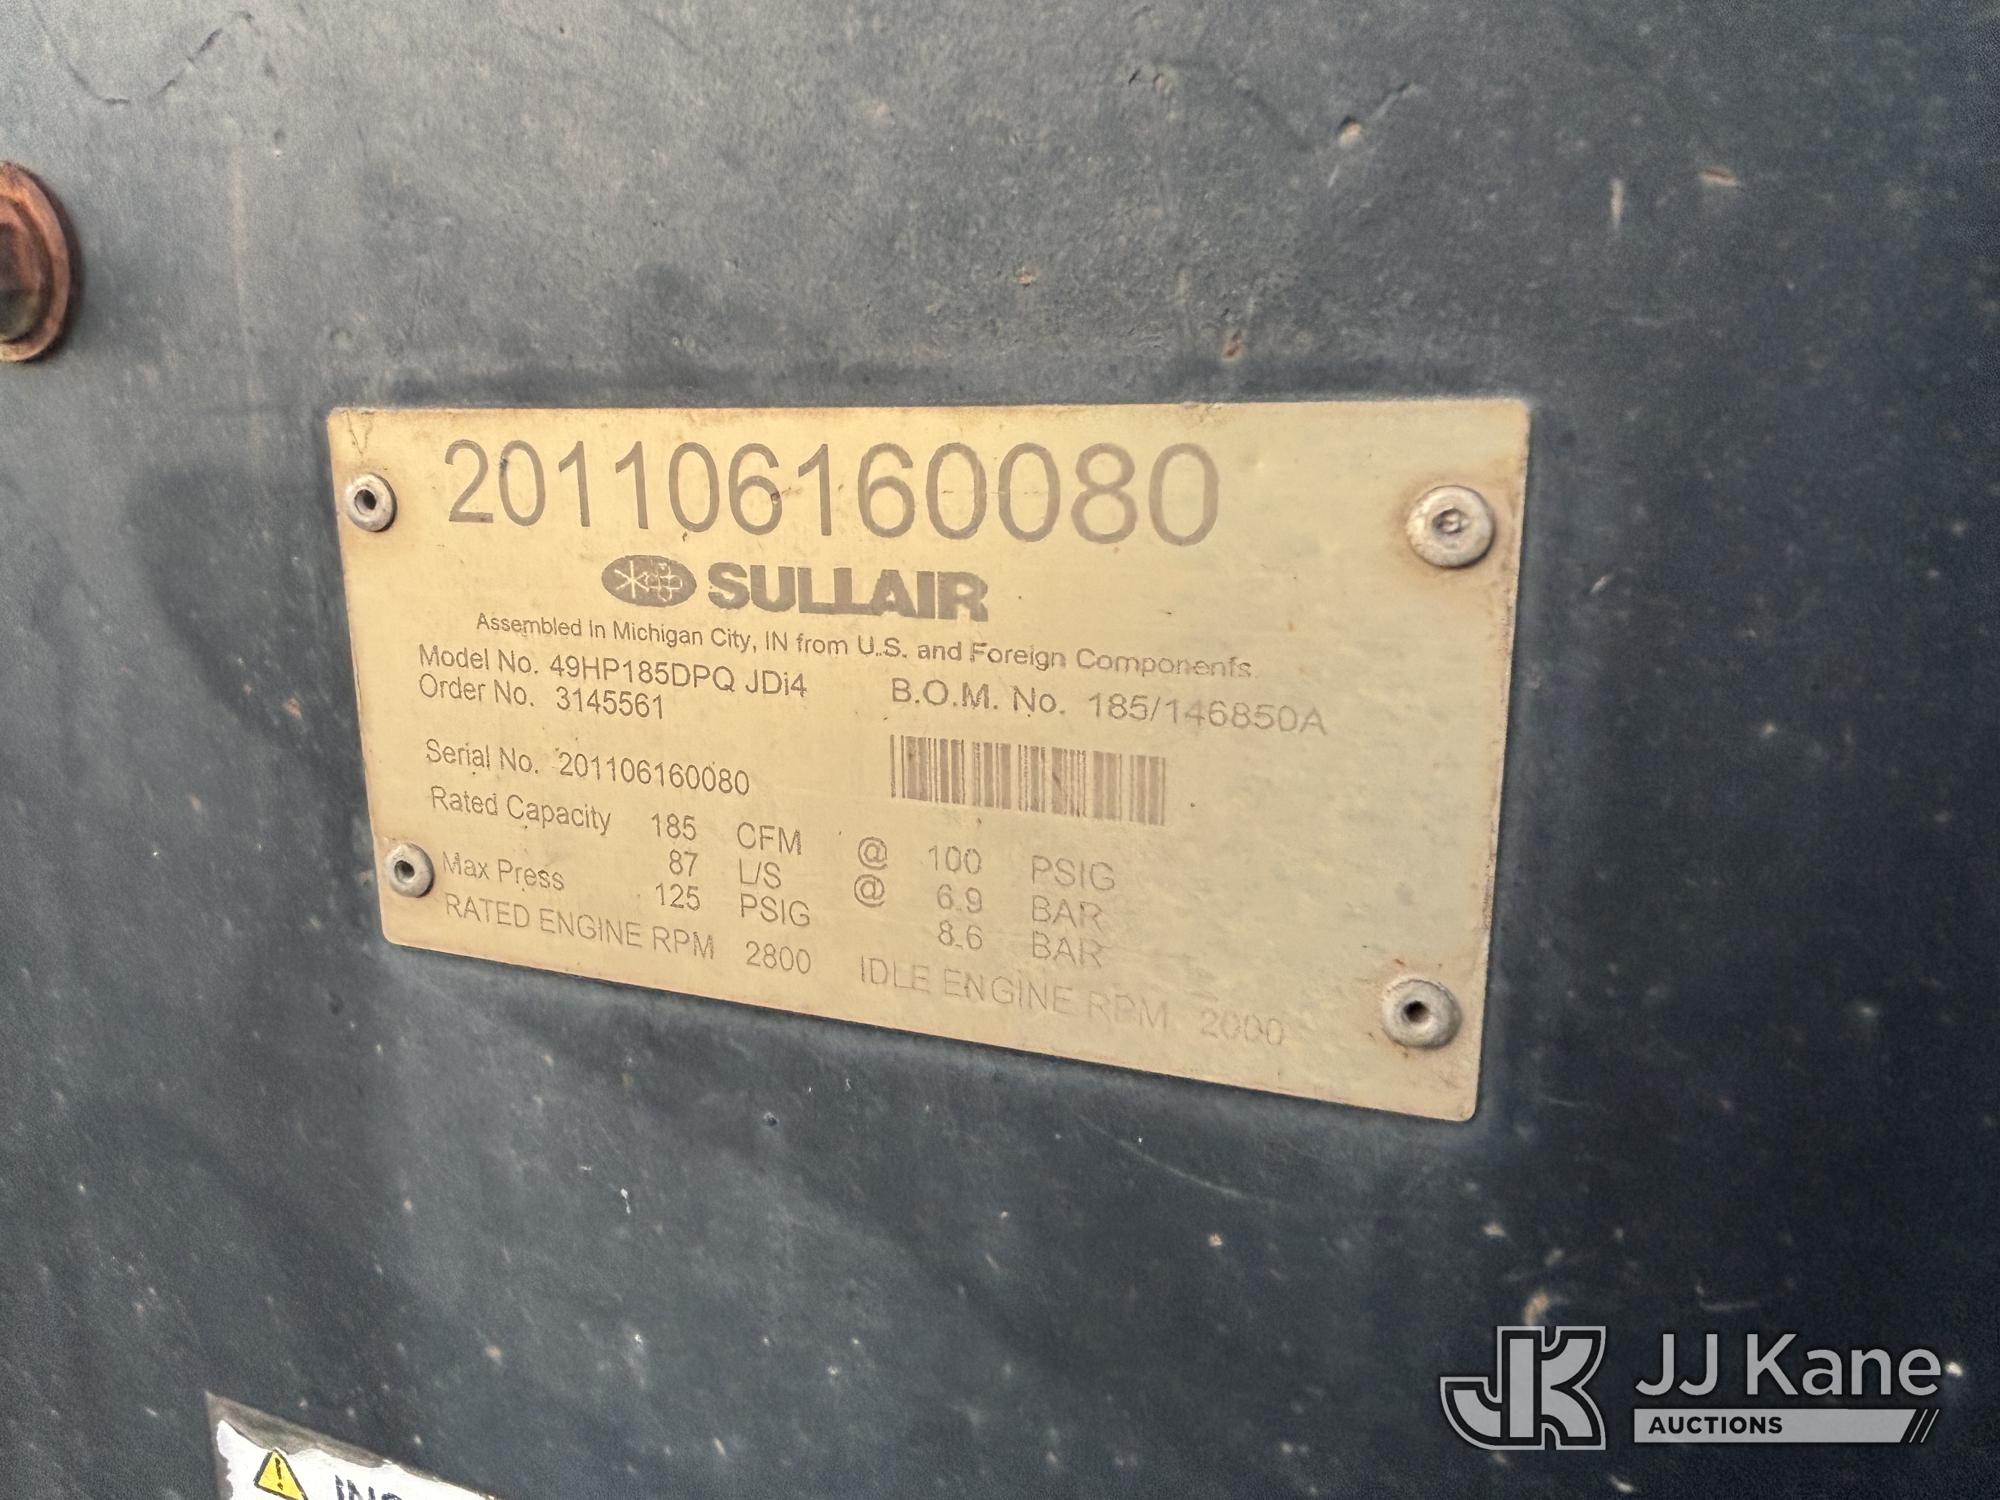 201106160080
SULLAIR
Assembled in Michigan City, IN from U.S. and Foreign Components
Model No. 49HP185DPQ JDi4
Order No. 3145561 B.O.M. No. 185/146850A
Serial No. 201106160080
Rated Capacity 185 CFM @ 100 PSIG
87 L/S @ 6.9 BAR
Max Press 125 PSIG 8.6 BAR
RATED ENGINE RPM 2800 IDLE ENGINE RPM 2000
JK JJ Kane
AUCTIONS